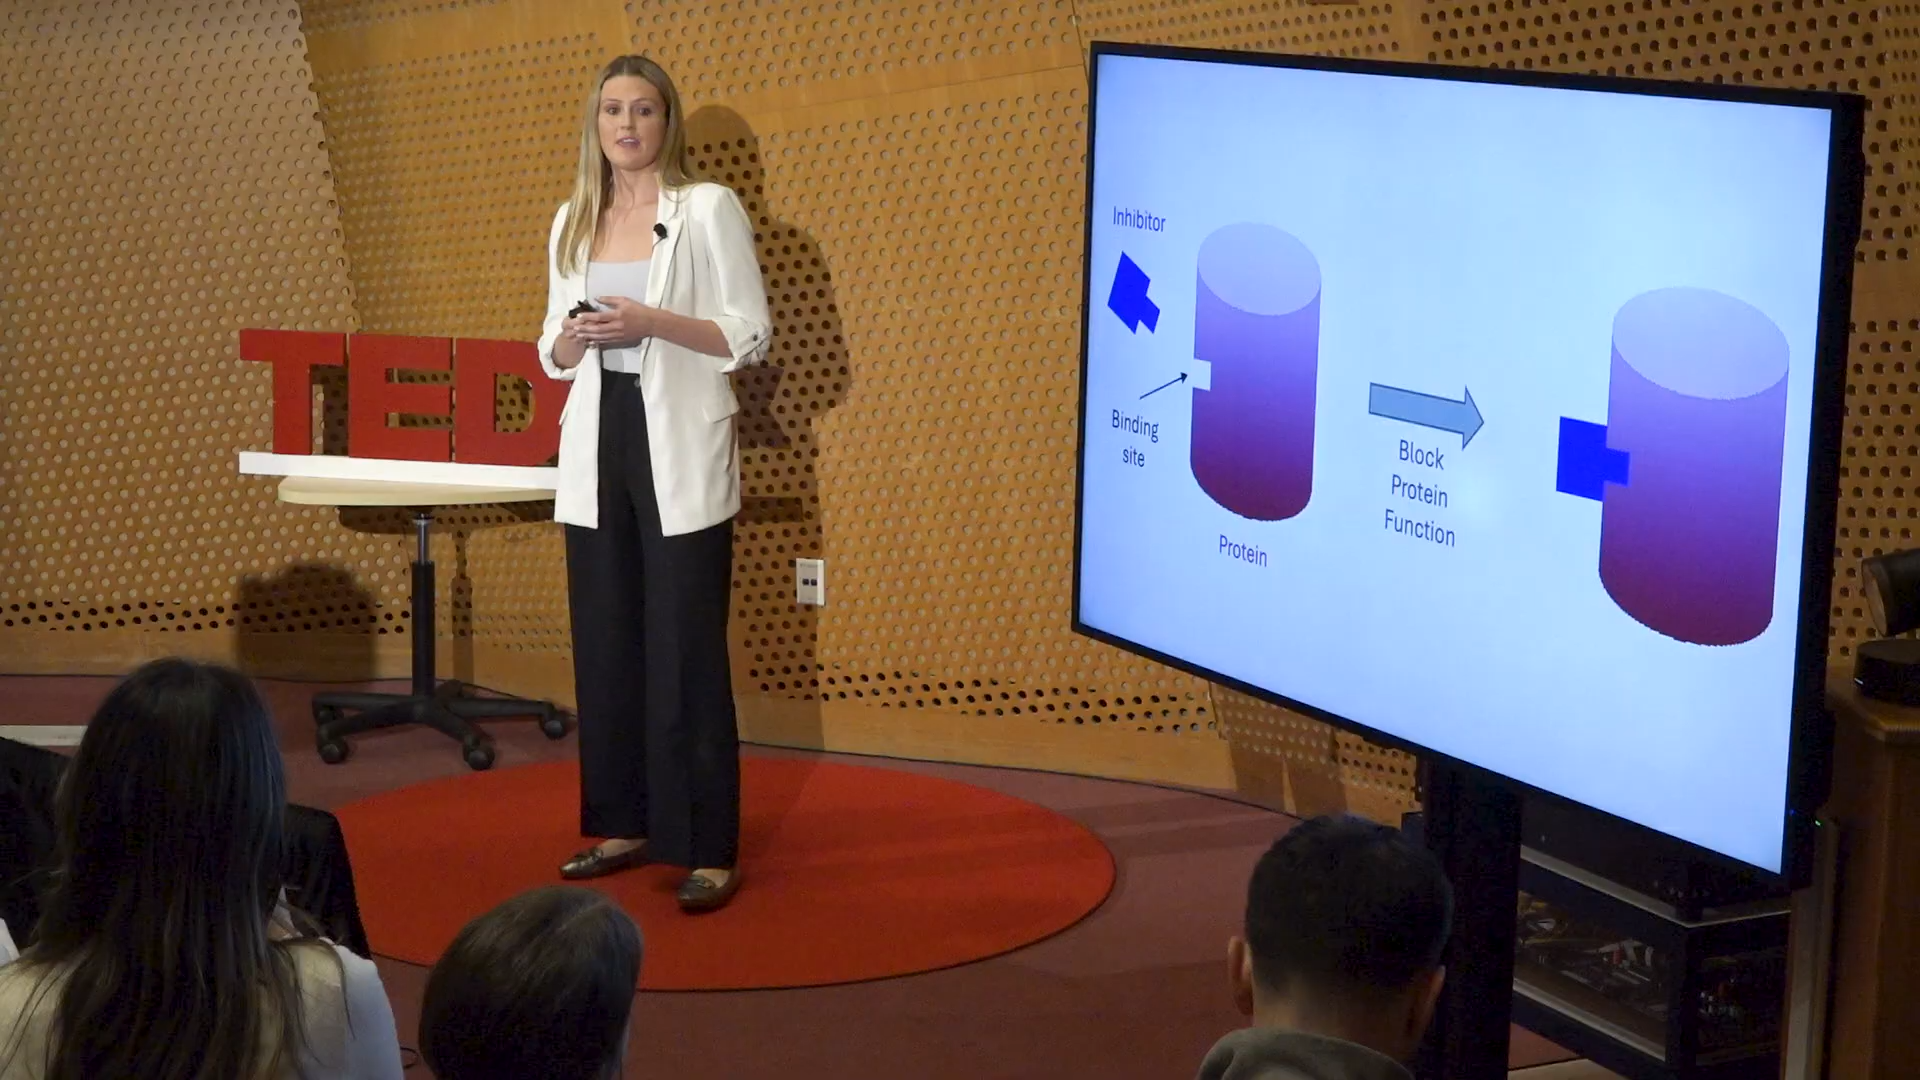 TED
Inhibitor
Binding
site
Protein
Block
Protein
Function